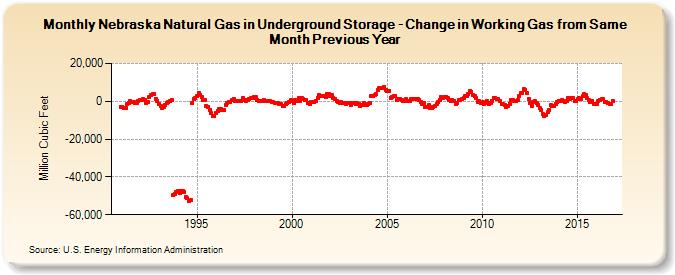 Monthly Nebraska Natural Gas in Underground Storage - Change in Working Gas from Same
Month Previous Year
Million Cubic Feet
20,000
0
-20,000
-40,000
-60,000
1995
2000
2005
2010
2015
Source: U.S. Energy Information Administration